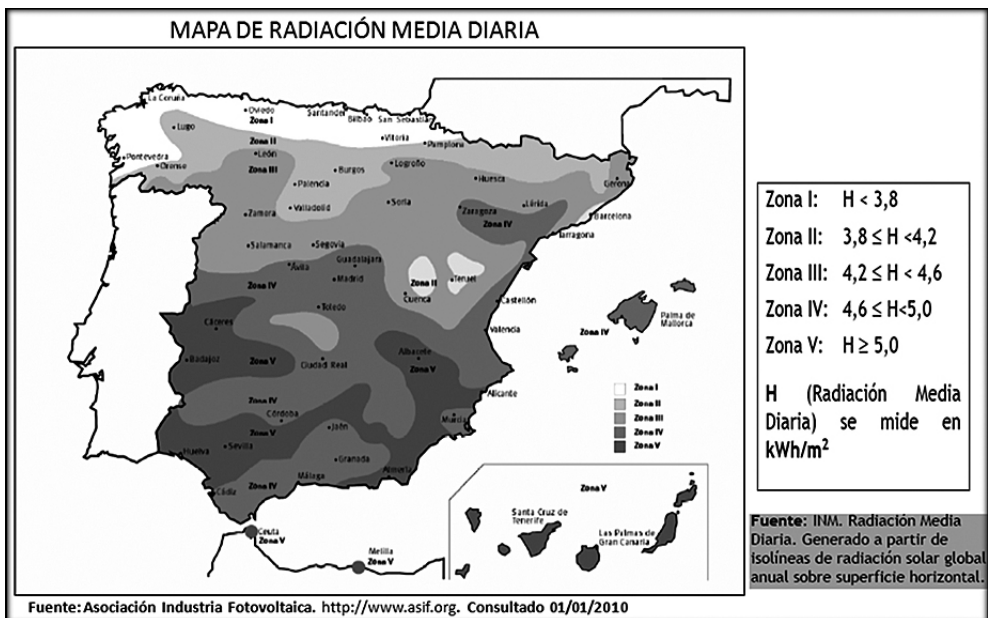 MAPA DE RADIACIÓN MEDIA DIARIA
La Coruña
Oviedo
Santander
Bilbao
San Sebastián
Zona I
Lugo
Vitoria
Pamplona
Zona II
Pontevedra
Orense
León
Zona III
Burgos
Logroño
Palencia
Huesca
Gerona
Zamora
Valladolid
Soria
Zaragoza
Lérida
Zona IV
Barcelona
Tarragona
Salamanca
Segovia
Ávila
Guadalajara
Madrid
Zona II
Teruel
Zona IV
Cuenca
Castellón
Toledo
Cáceres
Valencia
Zona IV
Palma de
Mallorca
Badajoz
Zona V
Ciudad Real
Albacete
Zona V
Alicante
Zona IV
Córdoba
Murcia
Zona V
Jaén
Huelva
Sevilla
Granada
Almería
Málaga
Cádiz
Zona IV
Ceuta
Zona V
Melilla
Zona V
Zona I
Zona II
Zona III
Zona IV
Zona V
Zona V
Santa Cruz de
Tenerife
Las Palmas de
Gran Canaria
Zona I: H < 3,8
Zona II: 3,8 ≤ H <4,2
Zona III: 4,2 ≤ H < 4,6
Zona IV: 4,6 ≤ H<5,0
Zona V: H ≥ 5,0
H (Radiación Media
Diaria) se mide en
kWh/m²
Fuente: INM. Radiación Media
Diaria. Generado a partir de
isolíneas de radiación solar global
anual sobre superficie horizontal.
Fuente: Asociación Industria Fotovoltaica. http://www.asif.org. Consultado 01/01/2010